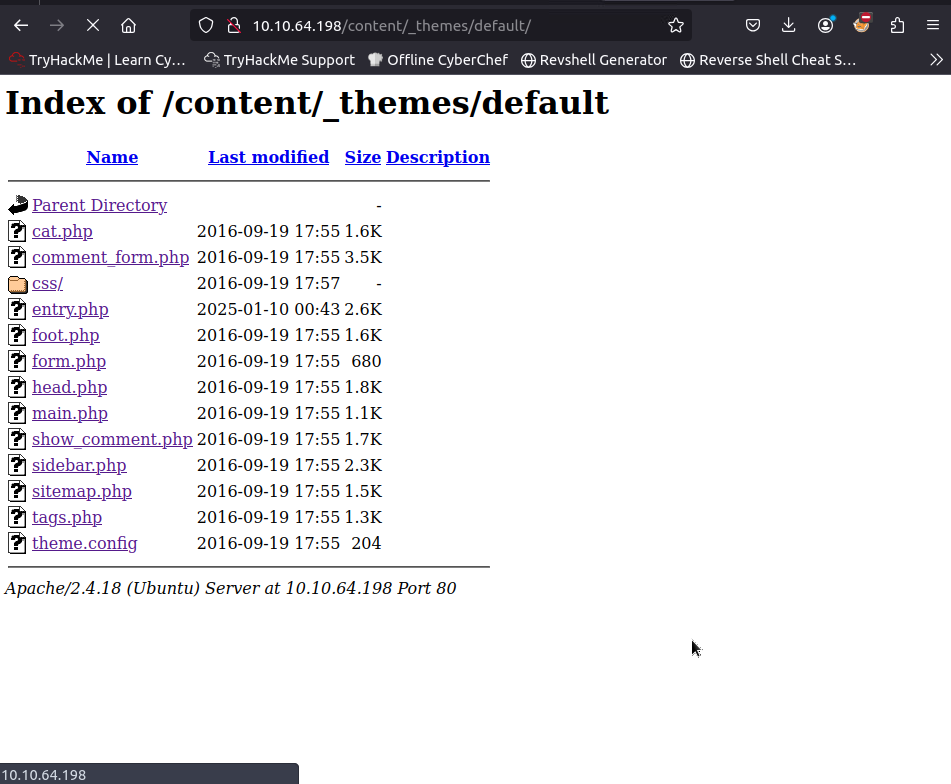 10.10.64.198/content/_themes/default/
TryHackMe | Learn Cy… TryHackMe Support Offline CyberChef Revshell Generator Reverse Shell Cheat S…
Index of /content/_themes/default
Name Last modified Size Description
Parent Directory -
cat.php 2016-09-19 17:55 1.6K
comment_form.php 2016-09-19 17:55 3.5K
css/ 2016-09-19 17:57 -
entry.php 2025-01-10 00:43 2.6K
foot.php 2016-09-19 17:55 1.6K
form.php 2016-09-19 17:55 680
head.php 2016-09-19 17:55 1.8K
main.php 2016-09-19 17:55 1.1K
show_comment.php 2016-09-19 17:55 1.7K
sidebar.php 2016-09-19 17:55 2.3K
sitemap.php 2016-09-19 17:55 1.5K
tags.php 2016-09-19 17:55 1.3K
theme.config 2016-09-19 17:55 204
Apache/2.4.18 (Ubuntu) Server at 10.10.64.198 Port 80
10.10.64.198